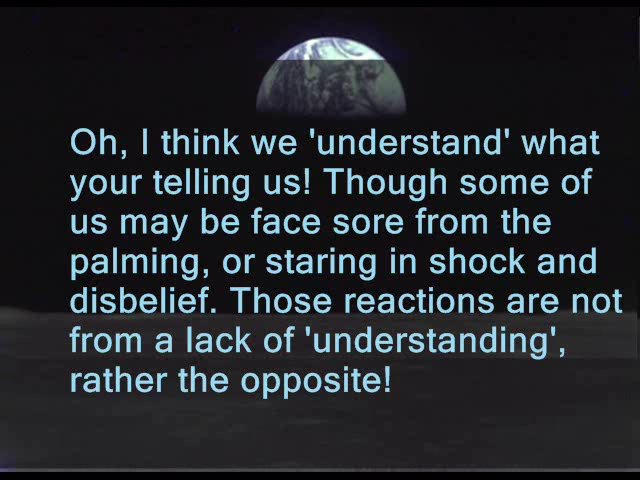 Oh, I think we 'understand' what
your telling us! Though some of
us may be face sore from the
palming, or staring in shock and
disbelief. Those reactions are not
from a lack of 'understanding',
rather the opposite!